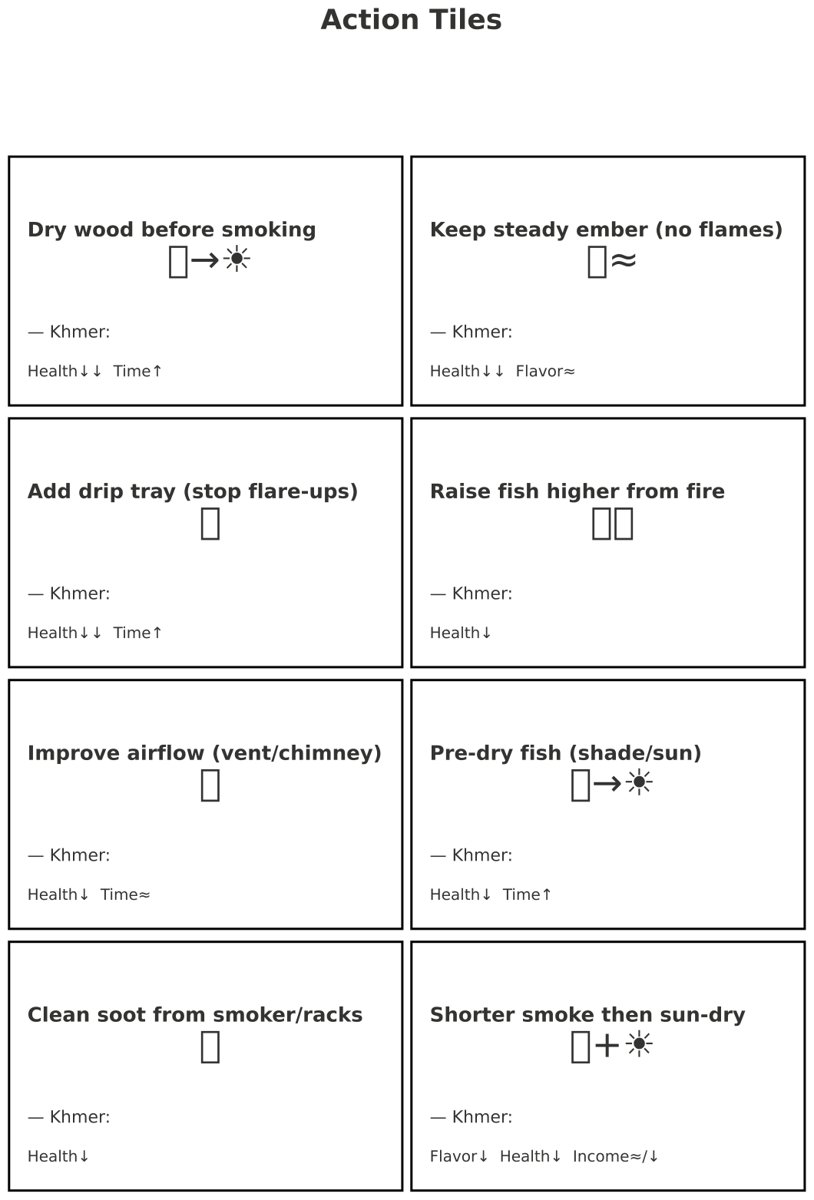 Action Tiles
Dry wood before smoking
→☀
— Khmer:
Health↓↓ Time↑
Keep steady ember (no flames)
≈
— Khmer:
Health↓↓ Flavor≈
Add drip tray (stop flare-ups)
— Khmer:
Health↓↓ Time↑
Raise fish higher from fire
— Khmer:
Health↓
Improve airflow (vent/chimney)
— Khmer:
Health↓ Time≈
Pre-dry fish (shade/sun)
→☀
— Khmer:
Health↓ Time↑
Clean soot from smoker/racks
— Khmer:
Health↓
Shorter smoke then sun-dry
+☀
— Khmer:
Flavor↓ Health↓ Income≈/↓